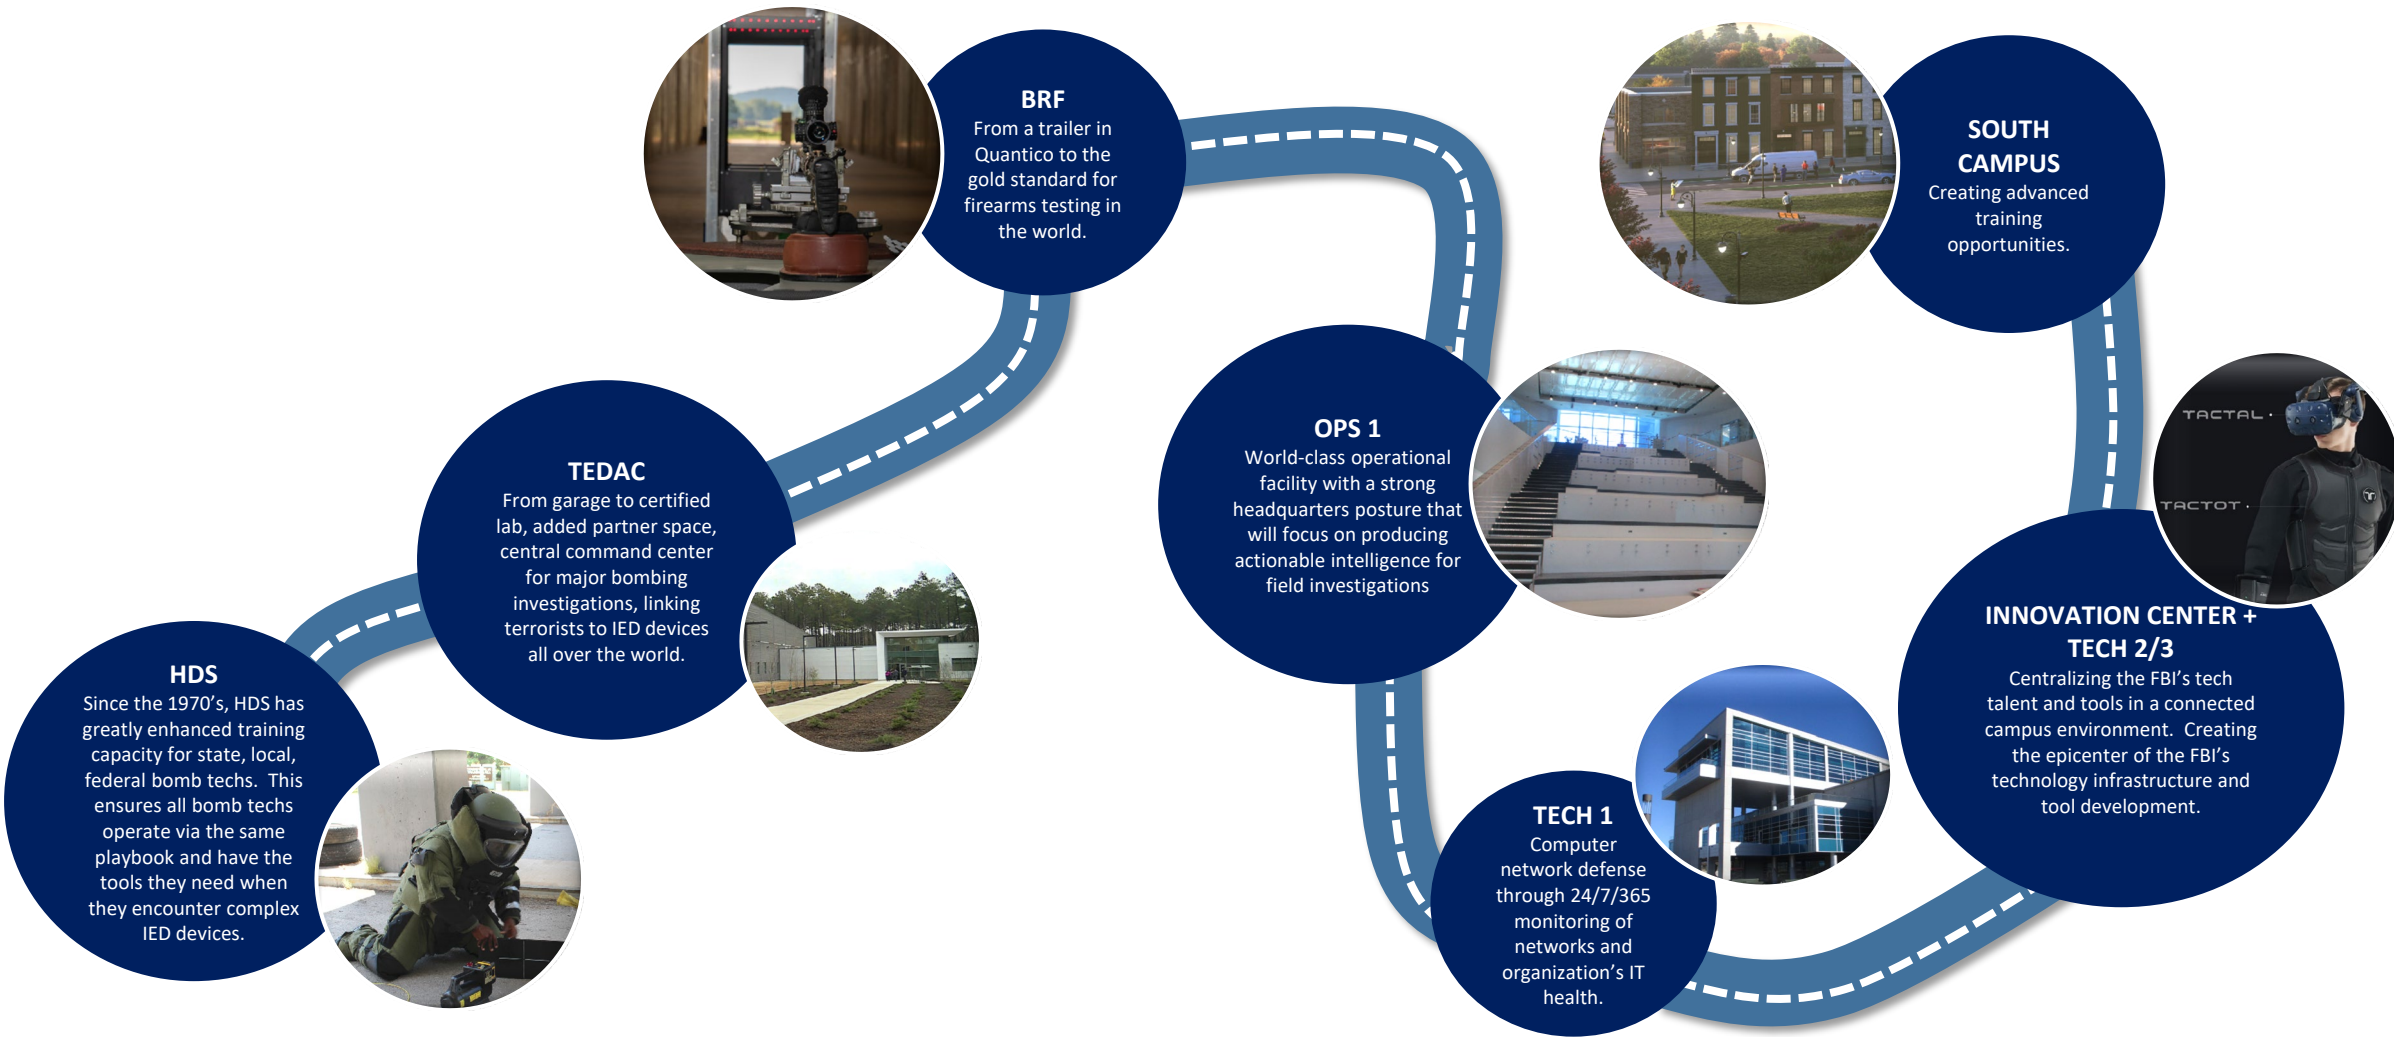 HDS
Since the 1970’s, HDS has
greatly enhanced training
capacity for state, local,
federal bomb techs.  This
ensures all bomb techs
operate via the same
playbook and have the
tools they need when
they encounter complex
IED devices.
TEDAC
From garage to certified
lab, added partner space,
central command center
for major bombing
investigations, linking
terrorists to IED devices
all over the world.
BRF
From a trailer in
Quantico to the
gold standard for
firearms testing in
the world.
OPS 1
World-class operational
facility with a strong
headquarters posture that
will focus on producing
actionable intelligence for
field investigations
TECH 1
Computer
network defense
through 24/7/365
monitoring of
networks and
organization’s IT
health.
INNOVATION CENTER +
TECH 2/3
Centralizing the FBI’s tech
talent and tools in a connected
campus environment.  Creating
the epicenter of the FBI’s
technology infrastructure and
tool development.
TACTAL
TACTOT
SOUTH
CAMPUS
Creating advanced
training
opportunities.